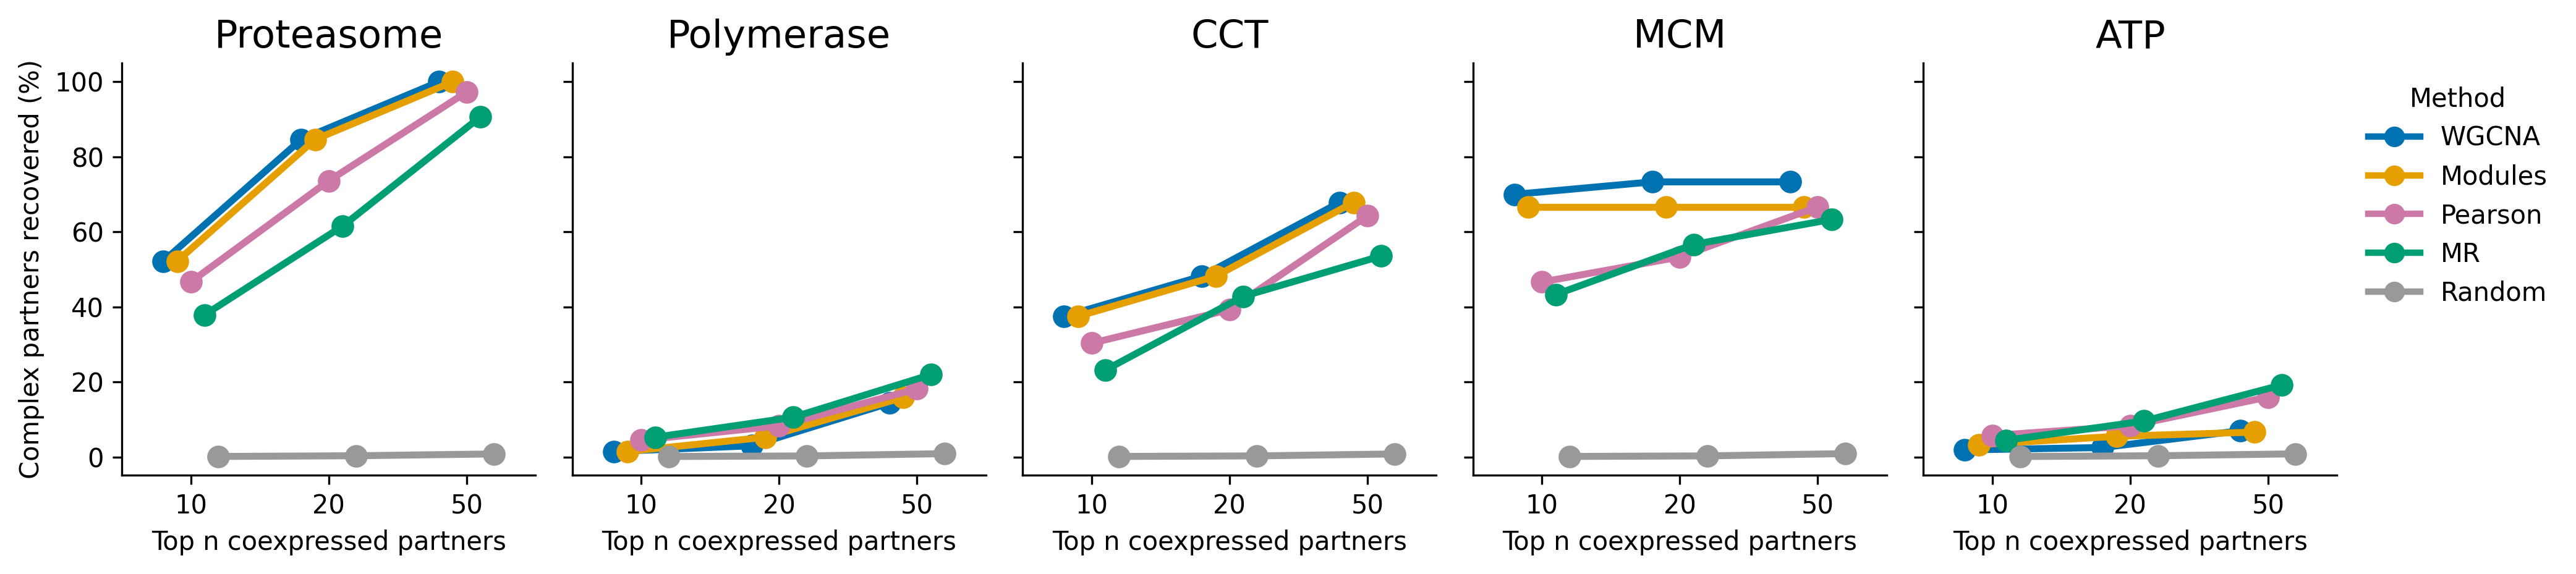 Proteasome
Polymerase
CCT
MCM
ATP
Complex partners recovered (%)
100
80
60
40
20
0
10 20 50
10 20 50
10 20 50
10 20 50
10 20 50
Top n coexpressed partners
Top n coexpressed partners
Top n coexpressed partners
Top n coexpressed partners
Top n coexpressed partners
Method
WGCNA
Modules
Pearson
MR
Random